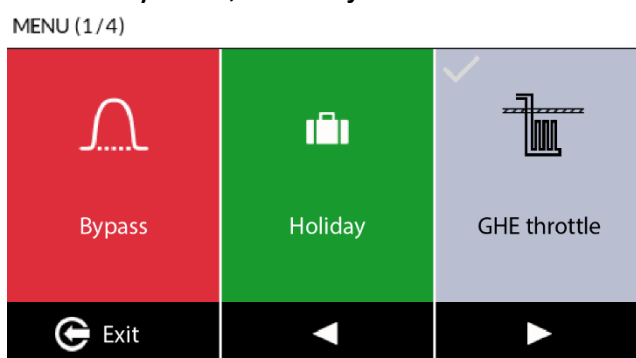 MENU (1/4)
Bypass
Holiday
GHE throttle
Exit